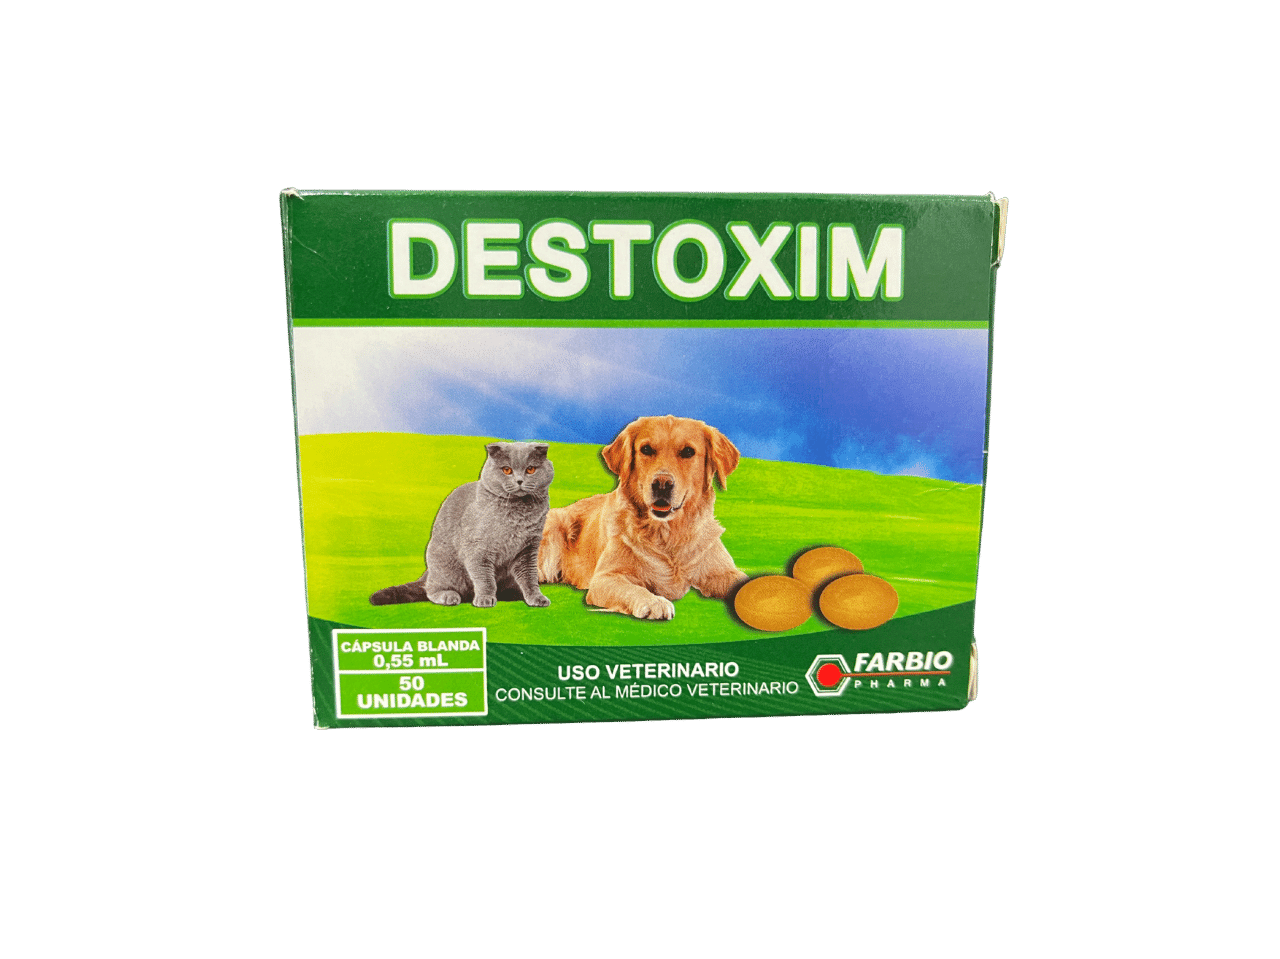 DESTOXIM
CÁPSULA BLANDA
0,55 mL
50
UNIDADES
USO VETERINARIO
CONSULTE AL MÉDICO VETERINARIO
FARBIO
PHARMA